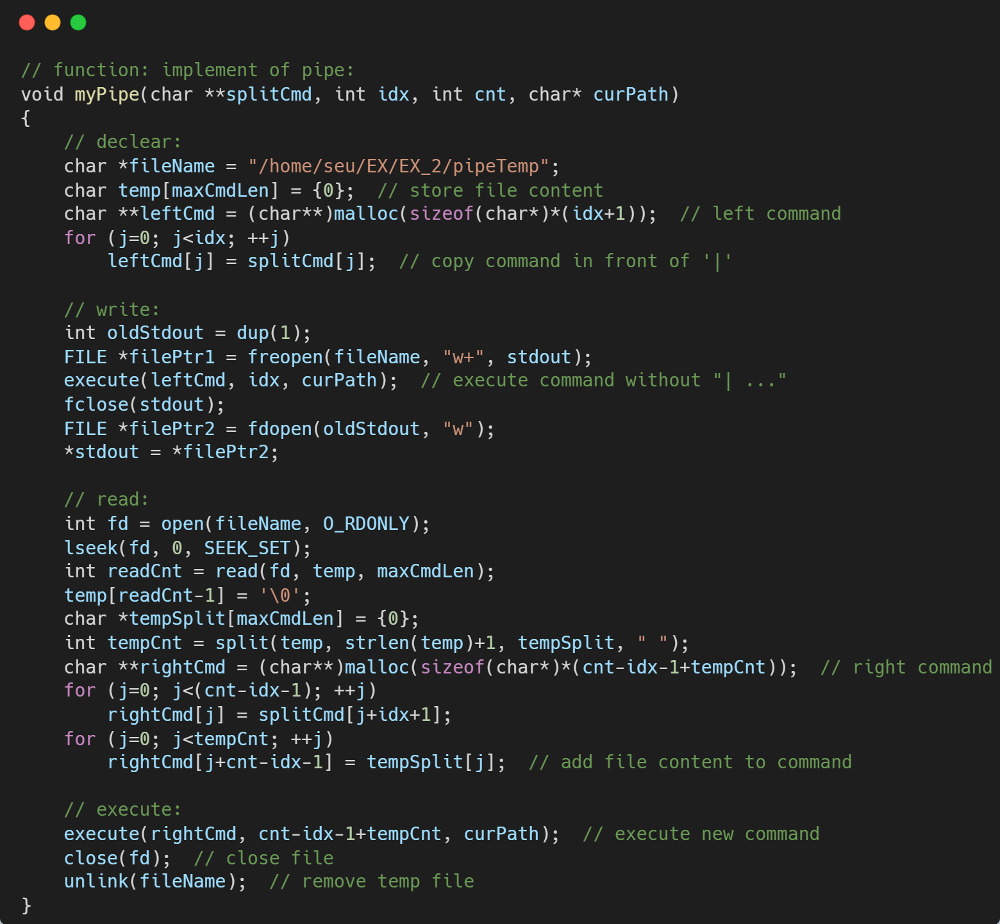 // function: implement of pipe:
void myPipe(char **splitCmd, int idx, int cnt, char* curPath)
{
    // declear:
    char *fileName = "/home/seu/EX/EX_2/pipeTemp";
    char temp[maxCmdLen] = {0};  // store file content
    char **leftCmd = (char**)malloc(sizeof(char*)*(idx+1));  // left command
    for (j=0; j<idx; ++j)
        leftCmd[j] = splitCmd[j];  // copy command in front of '|'

    // write:
    int oldStdout = dup(1);
    FILE *filePtr1 = freopen(fileName, "w+", stdout);
    execute(leftCmd, idx, curPath);  // execute command without "| ..."
    fclose(stdout);
    FILE *filePtr2 = fdopen(oldStdout, "w");
    *stdout = *filePtr2;

    // read:
    int fd = open(fileName, O_RDONLY);
    lseek(fd, 0, SEEK_SET);
    int readCnt = read(fd, temp, maxCmdLen);
    temp[readCnt-1] = '\0';
    char *tempSplit[maxCmdLen] = {0};
    int tempCnt = split(temp, strlen(temp)+1, tempSplit, " ");
    char **rightCmd = (char**)malloc(sizeof(char*)*(cnt-idx-1+tempCnt));  // right command
    for (j=0; j<(cnt-idx-1); ++j)
        rightCmd[j] = splitCmd[j+idx+1];
    for (j=0; j<tempCnt; ++j)
        rightCmd[j+cnt-idx-1] = tempSplit[j];  // add file content to command

    // execute:
    execute(rightCmd, cnt-idx-1+tempCnt, curPath);  // execute new command
    close(fd);  // close file
    unlink(fileName);  // remove temp file
}